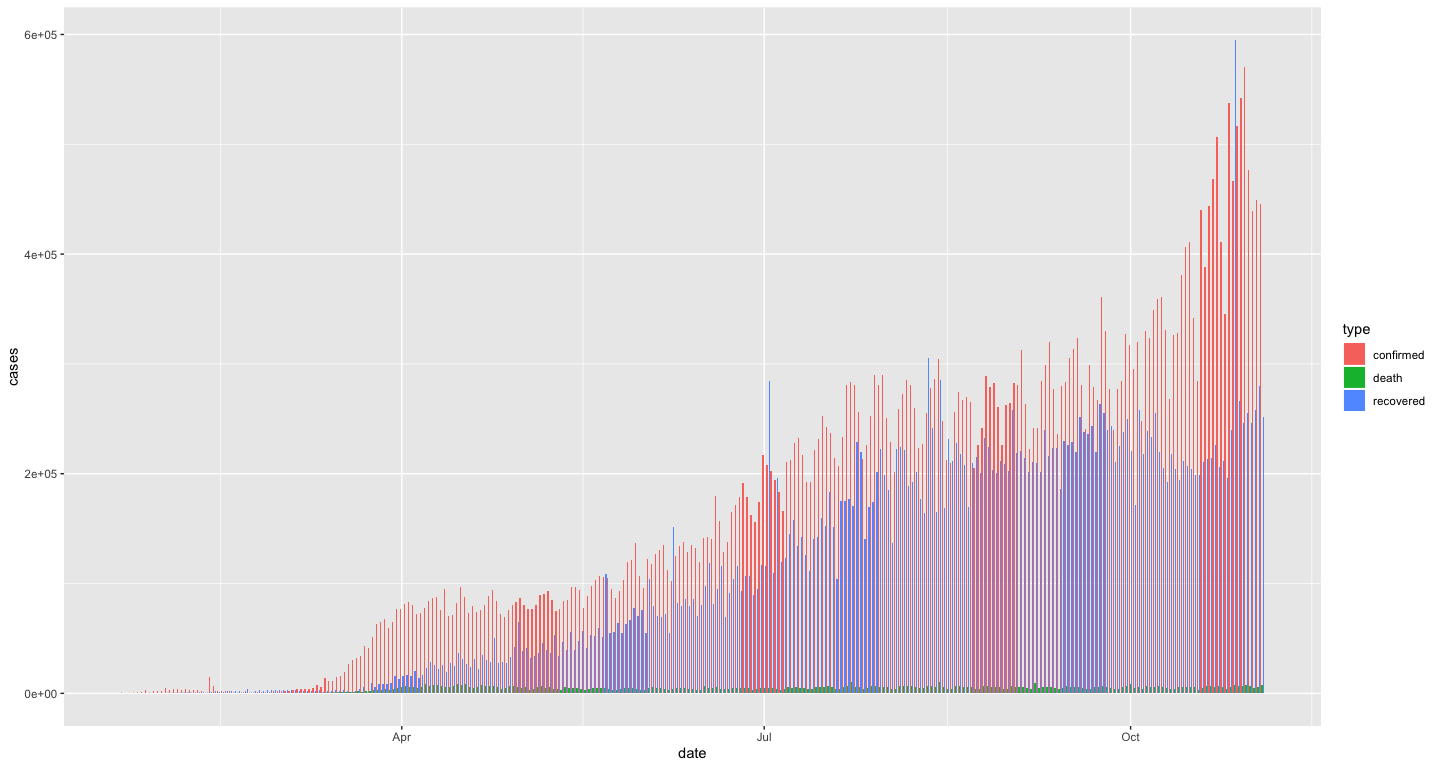 6e+05
4e+05
2e+05
0e+00
cases
Apr
Jul
Oct
date
type
confirmed
death
recovered